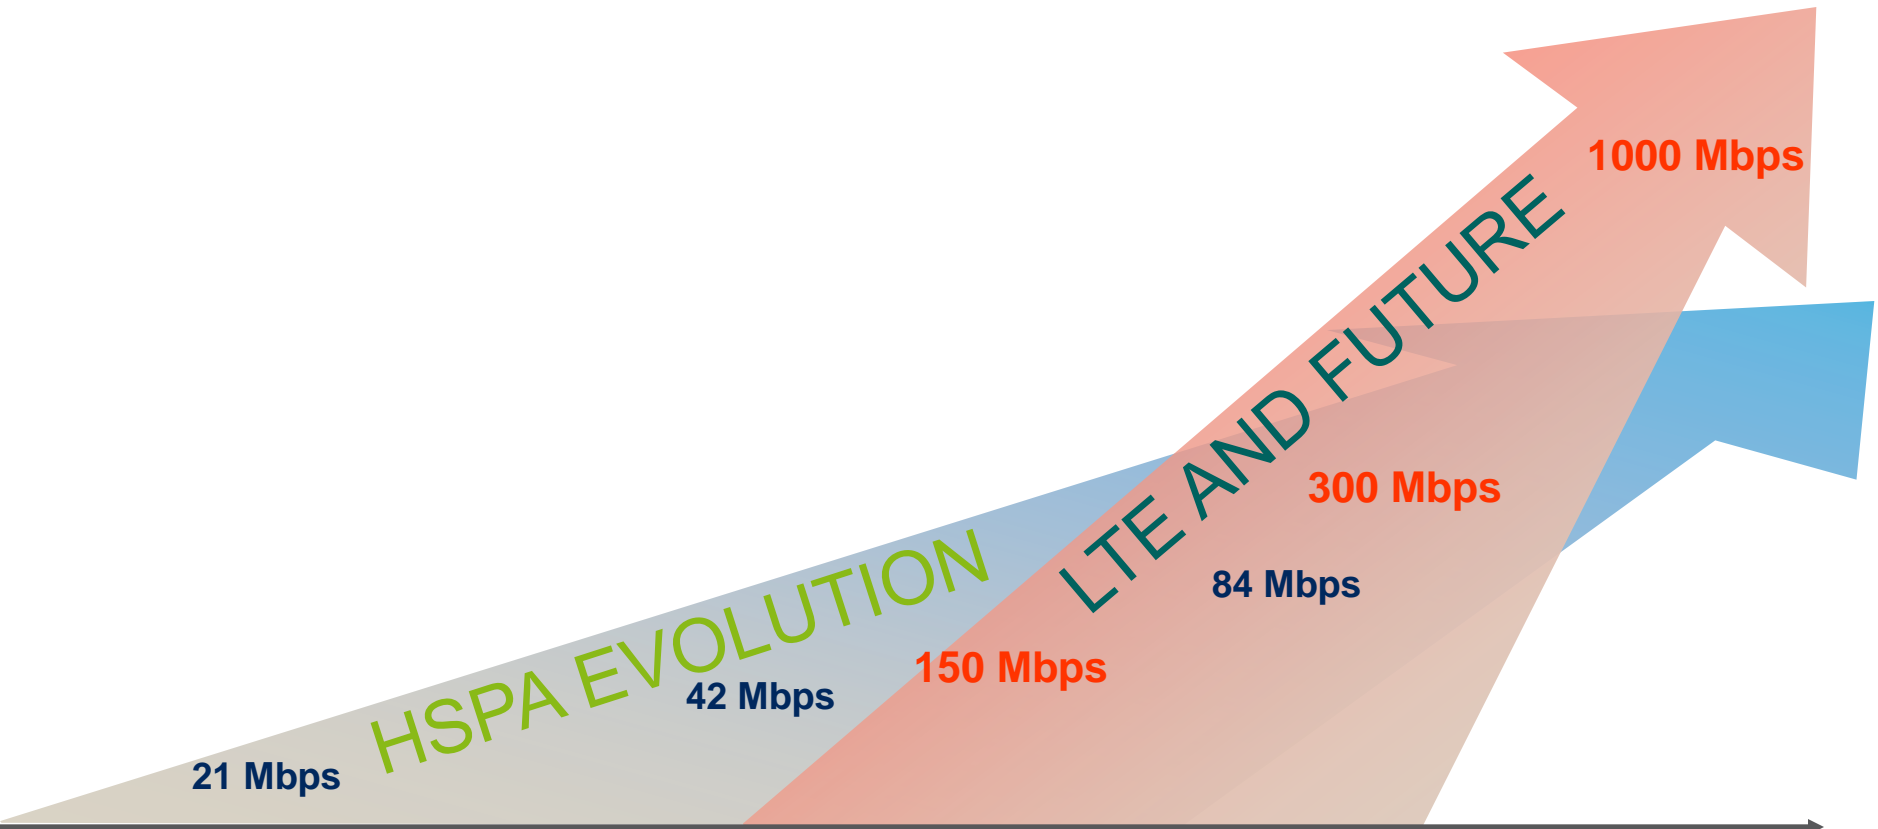 1000 Mbps
LTE AND FUTURE
300 Mbps
84 Mbps
HSPA EVOLUTION
150 Mbps
42 Mbps
21 Mbps